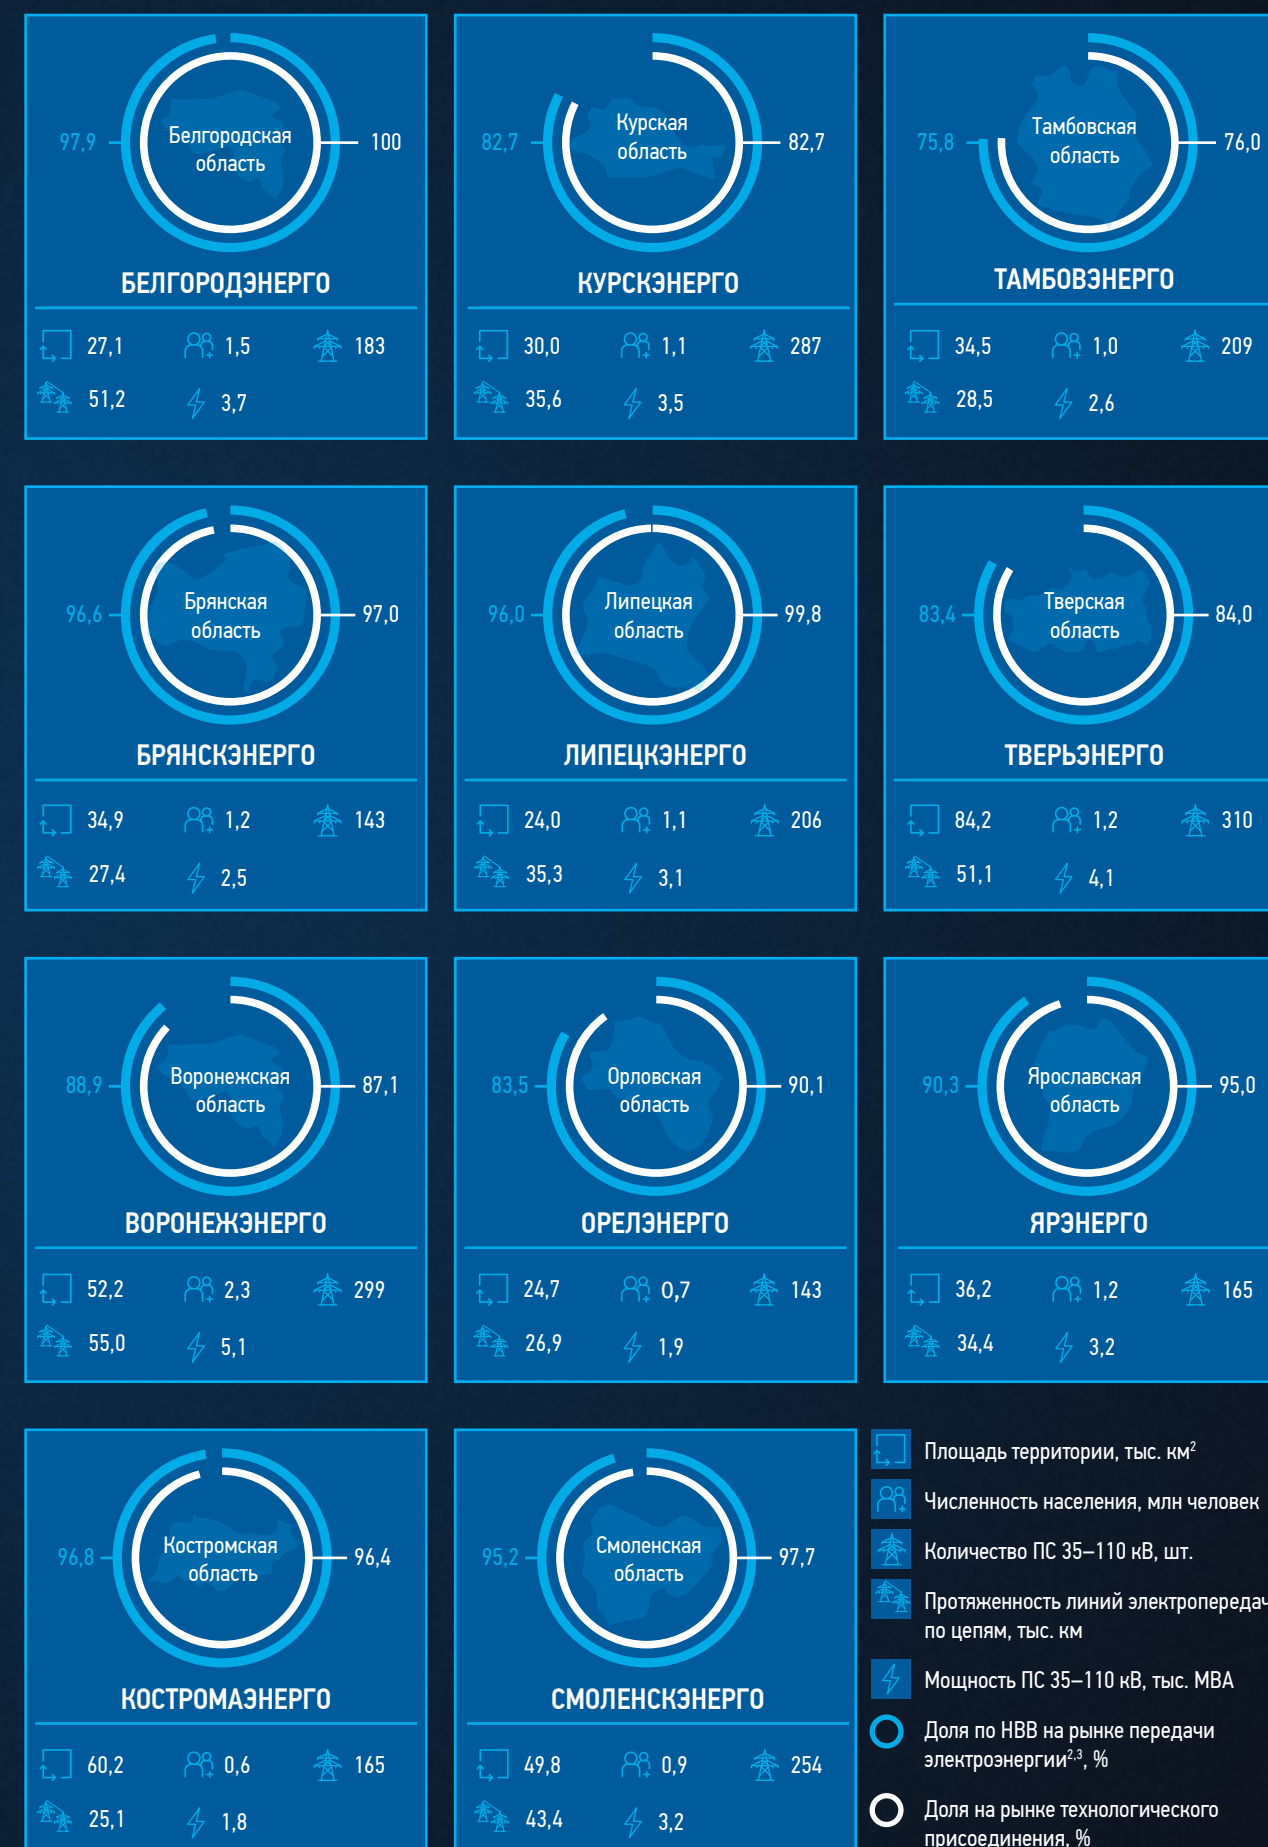 97,9
Белгородская
область
100
БЕЛГОРОДЭНЕРГО
27,1 1,5 183
51,2 3,7
82,7
Курская
область
82,7
КУРСКЭНЕРГО
30,0 1,1 287
35,6 3,5
75,8
Тамбовская
область
76,0
ТАМБОВЭНЕРГО
34,5 1,0 209
28,5 2,6
96,6
Брянская
область
97,0
БРЯНСКЭНЕРГО
34,9 1,2 143
27,4 2,5
96,0
Липецкая
область
99,8
ЛИПЕЦКЭНЕРГО
24,0 1,1 206
35,3 3,1
83,4
Тверская
область
84,0
ТВЕРЬЭНЕРГО
84,2 1,2 310
51,1 4,1
88,9
Воронежская
область
87,1
ВОРОНЕЖЭНЕРГО
52,2 2,3 299
55,0 5,1
83,5
Орловская
область
90,1
ОРЕЛЭНЕРГО
24,7 0,7 143
26,9 1,9
90,3
Ярославская
область
95,0
ЯРЭНЕРГО
36,2 1,2 165
34,4 3,2
96,8
Костромская
область
96,4
КОСТРОМАЭНЕРГО
60,2 0,6 165
25,1 1,8
95,2
Смоленская
область
97,7
СМОЛЕНСКЭНЕРГО
49,8 0,9 254
43,4 3,2
Площадь территории, тыс. км²
Численность населения, млн человек
Количество ПС 35–110 кВ, шт.
Протяженность линий электропередач
по цепям, тыс. км
Мощность ПС 35–110 кВ, тыс. МВА
Доля по НВВ на рынке передачи
электроэнергии²,³, %
Доля на рынке технологического
присоединения, %